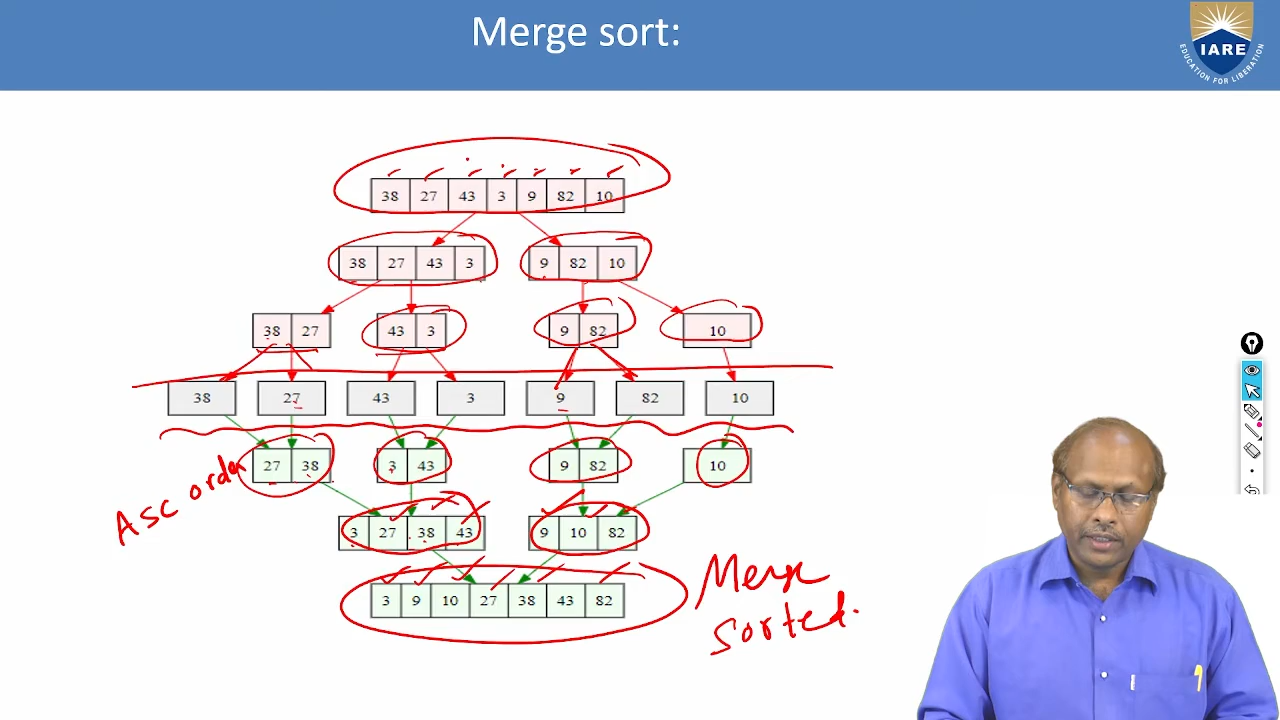 Merge sort:
IARE
EDUCATION FOR LIBERATION
38 27 43 3 9 82 10
38 27 43 3 9 82 10
38 27 43 3 9 82 10
38 27 43 3 9 82 10
27 38 3 43 9 82 10
Asc order
3 27 38 43 9 10 82
3 9 10 27 38 43 82
Merge
Sorted.